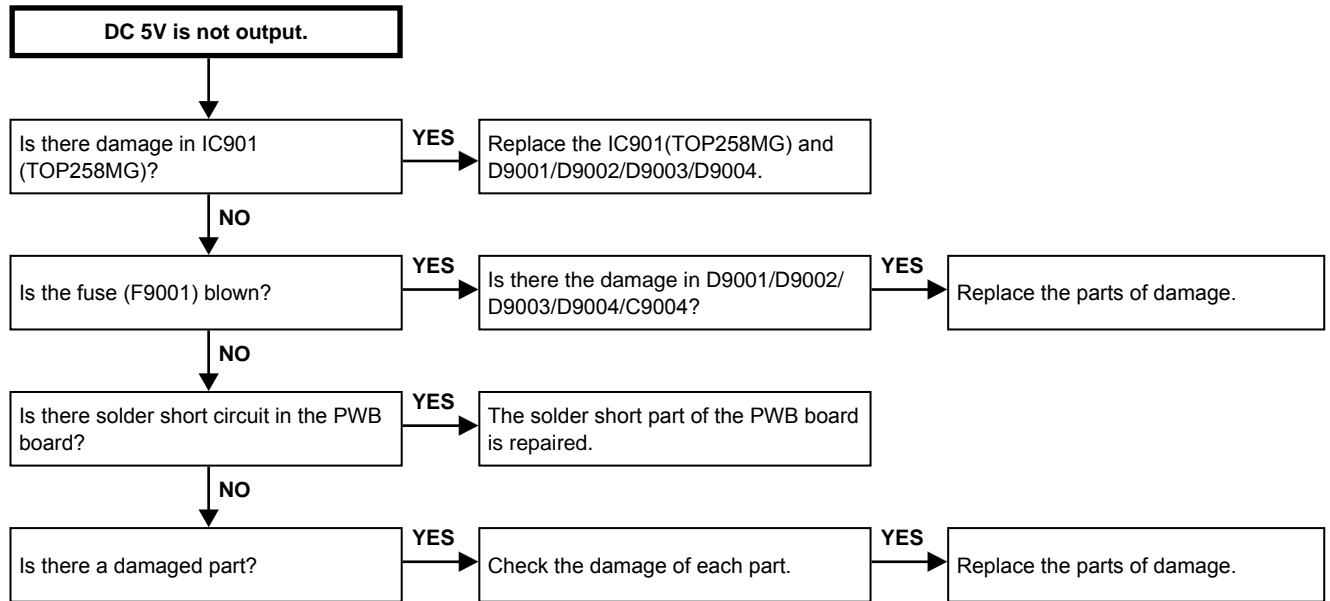 DC 5V is not output.
Is there damage in IC901
(TOP258MG)?
YES
Replace the IC901(TOP258MG) and
D9001/D9002/D9003/D9004.
NO
Is the fuse (F9001) blown?
YES
Is there the damage in D9001/D9002/
D9003/D9004/C9004?
YES
Replace the parts of damage.
NO
Is there solder short circuit in the PWB
board?
YES
The solder short part of the PWB board
is repaired.
NO
Is there a damaged part?
YES
Check the damage of each part.
YES
Replace the parts of damage.